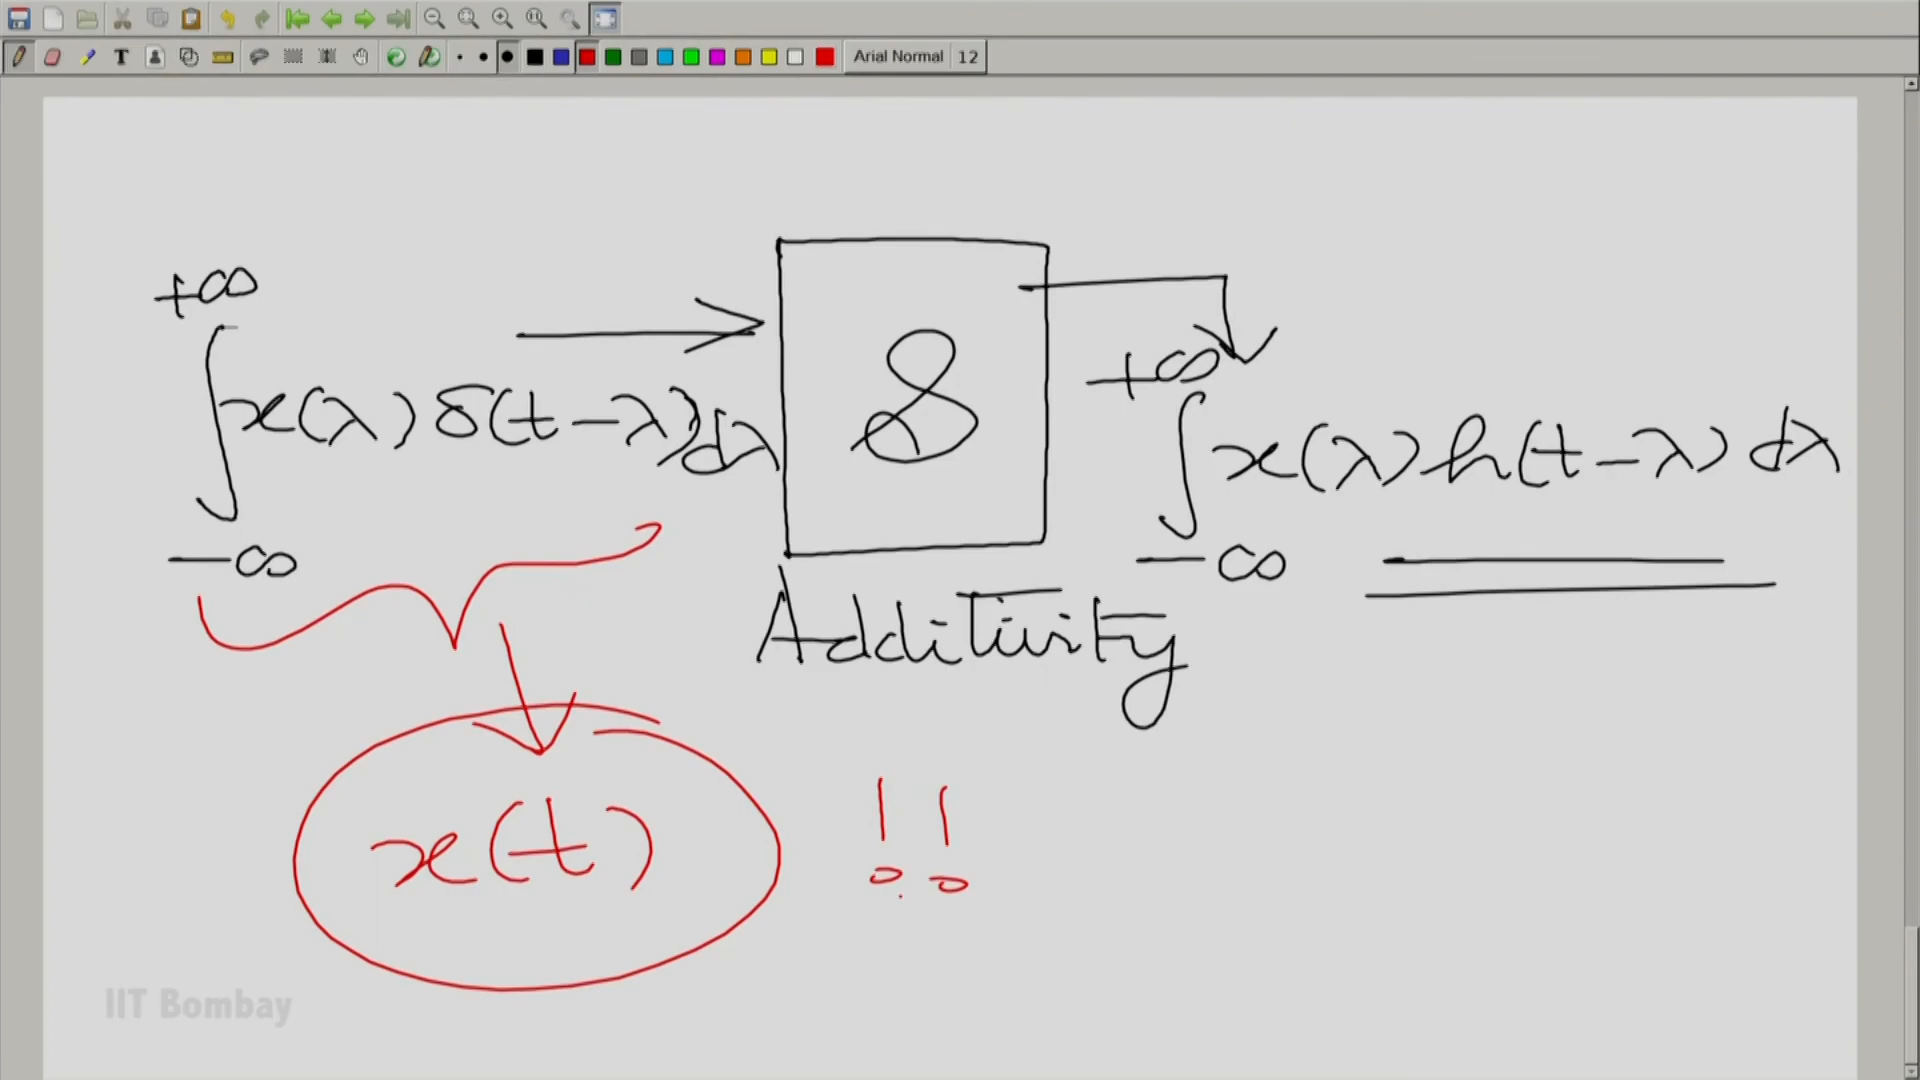 Arial Normal 12
+∞
∫ x(λ) δ(t-λ)dλ
-∞
S
+∞
∫ x(λ) h(t-λ) dλ
-∞
Additivity
x(t) !!
IIT Bombay